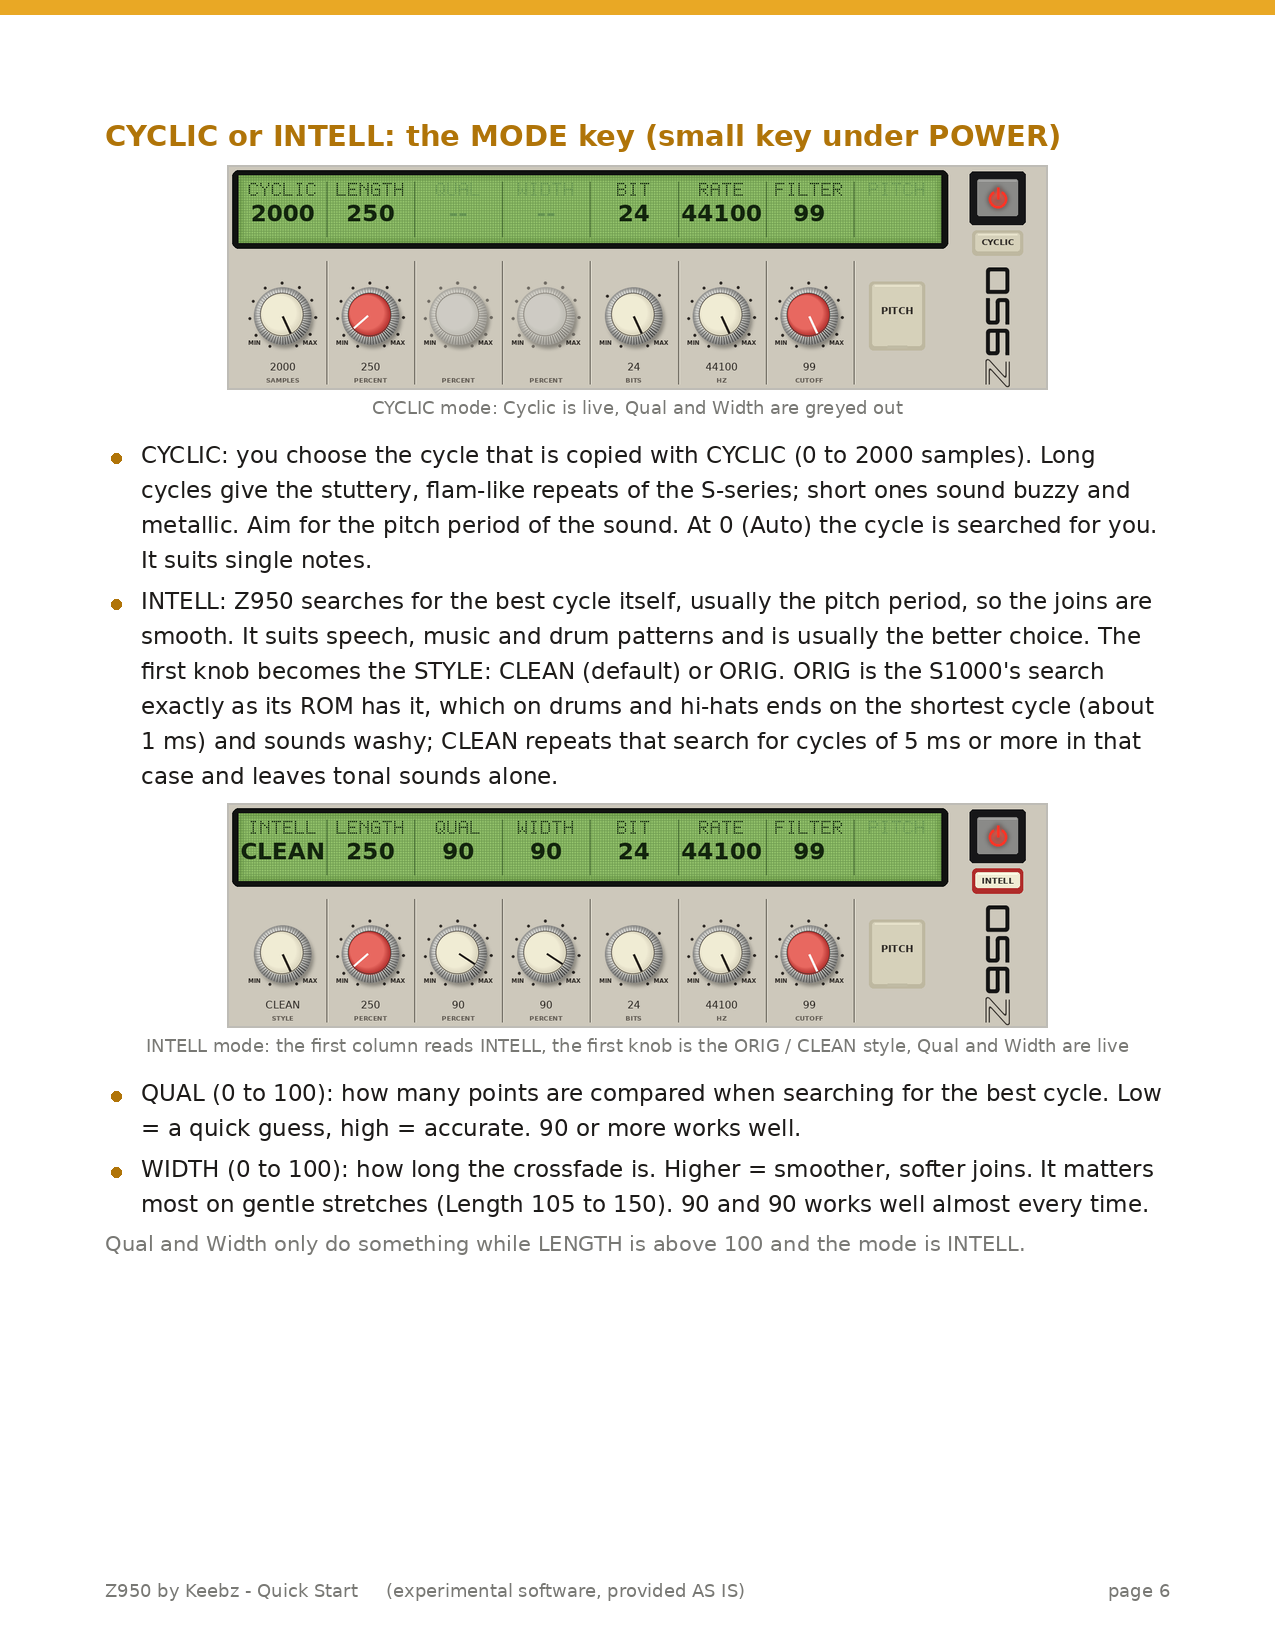 CYCLIC or INTELL: the MODE key (small key under POWER)
CYCLIC LENGTH QUAL WIDTH BIT RATE FILTER PITCH
2000 250 -- -- 24 44100 99
CYCLIC
PITCH
MIN MAX MIN MAX MIN MAX MIN MAX MIN MAX MIN MAX MIN MAX
2000 250 24 44100 99
SAMPLES PERCENT PERCENT PERCENT BITS HZ CUTOFF
Z950
CYCLIC mode: Cyclic is live, Qual and Width are greyed out
CYCLIC: you choose the cycle that is copied with CYCLIC (0 to 2000 samples). Long
cycles give the stuttery, flam-like repeats of the S-series; short ones sound buzzy and
metallic. Aim for the pitch period of the sound. At 0 (Auto) the cycle is searched for you.
It suits single notes.
INTELL: Z950 searches for the best cycle itself, usually the pitch period, so the joins are
smooth. It suits speech, music and drum patterns and is usually the better choice. The
first knob becomes the STYLE: CLEAN (default) or ORIG. ORIG is the S1000's search
exactly as its ROM has it, which on drums and hi-hats ends on the shortest cycle (about
1 ms) and sounds washy; CLEAN repeats that search for cycles of 5 ms or more in that
case and leaves tonal sounds alone.
INTELL LENGTH QUAL WIDTH BIT RATE FILTER PITCH
CLEAN 250 90 90 24 44100 99
INTELL
PITCH
MIN MAX MIN MAX MIN MAX MIN MAX MIN MAX MIN MAX MIN MAX
CLEAN 250 90 90 24 44100 99
STYLE PERCENT PERCENT PERCENT BITS HZ CUTOFF
Z950
INTELL mode: the first column reads INTELL, the first knob is the ORIG / CLEAN style, Qual and Width are live
QUAL (0 to 100): how many points are compared when searching for the best cycle. Low
= a quick guess, high = accurate. 90 or more works well.
WIDTH (0 to 100): how long the crossfade is. Higher = smoother, softer joins. It matters
most on gentle stretches (Length 105 to 150). 90 and 90 works well almost every time.
Qual and Width only do something while LENGTH is above 100 and the mode is INTELL.
Z950 by Keebz - Quick Start (experimental software, provided AS IS) page 6